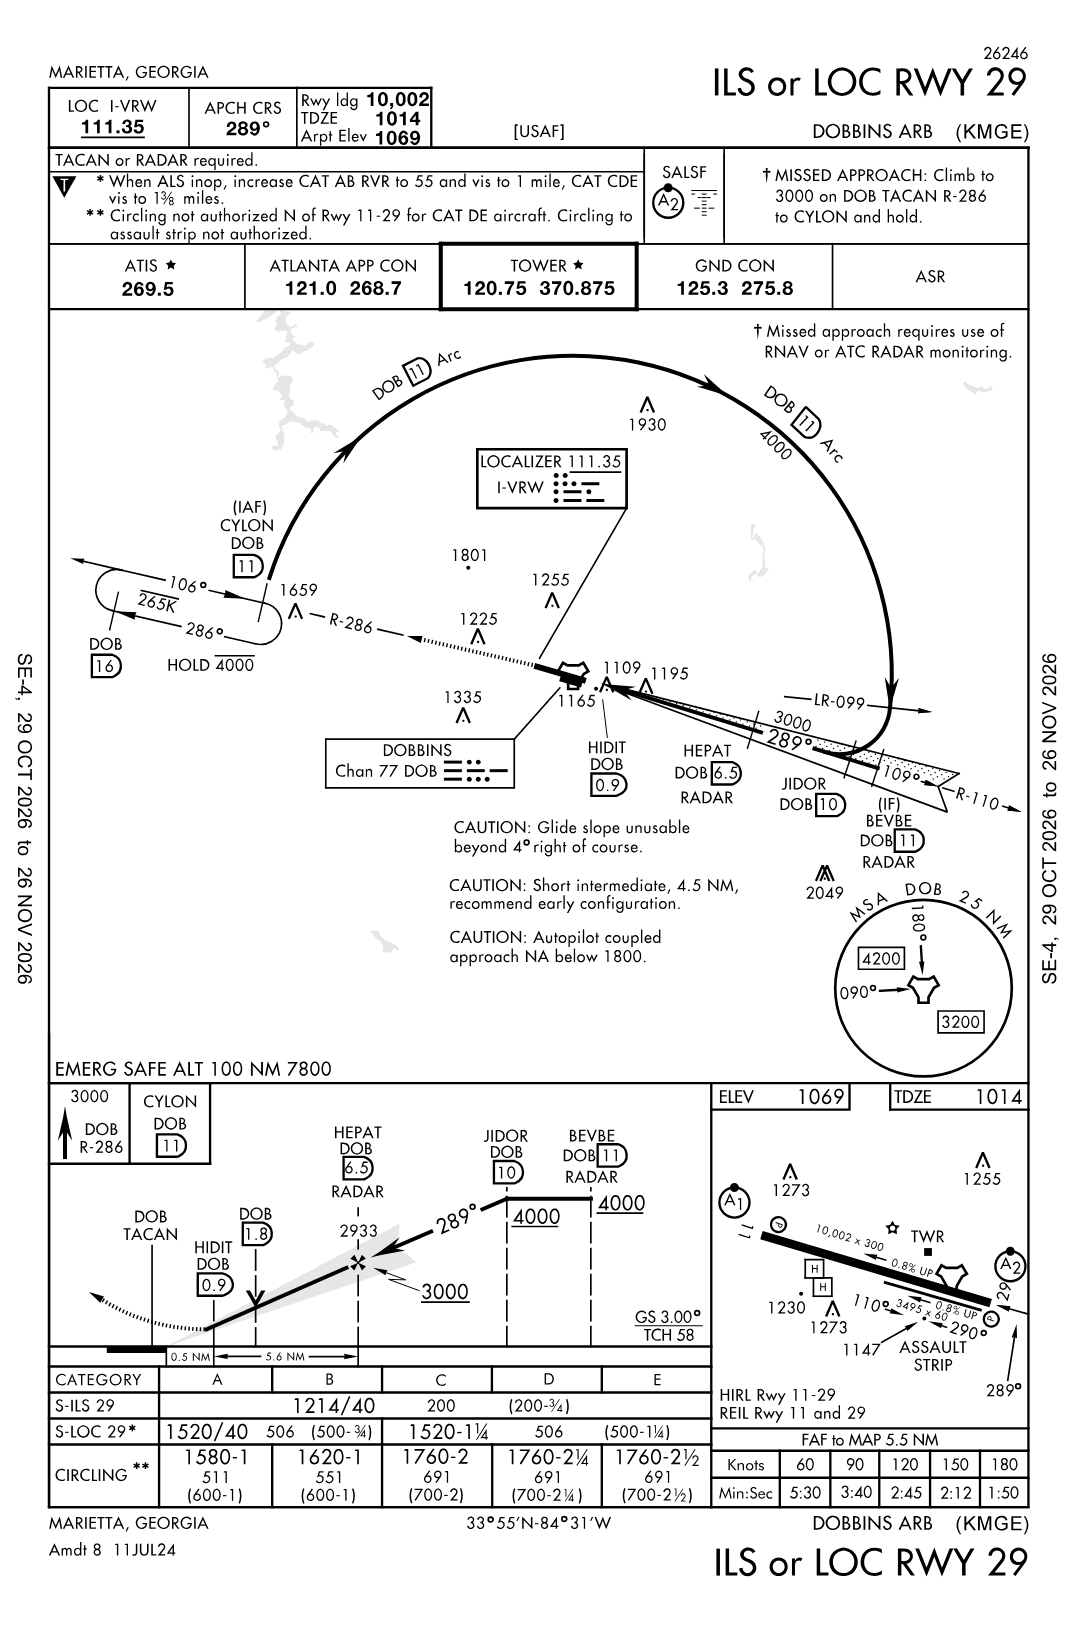 26246
MARIETTA, GEORGIA
ILS or LOC RWY 29
LOC I-VRW
111.35
APCH CRS
289°
Rwy ldg 10,002
TDZE 1014
Arpt Elev 1069
[USAF]
DOBBINS ARB (KMGE)
TACAN or RADAR required.
T
* When ALS inop, increase CAT AB RVR to 55 and vis to 1 mile, CAT CDE
vis to 1⅜ miles.
** Circling not authorized N of Rwy 11-29 for CAT DE aircraft. Circling to
assault strip not authorized.
SALSF
A2
† MISSED APPROACH: Climb to
3000 on DOB TACAN R-286
to CYLON and hold.
ATIS ★
269.5
ATLANTA APP CON
121.0 268.7
TOWER ★
120.75 370.875
GND CON
125.3 275.8
ASR
† Missed approach requires use of
RNAV or ATC RADAR monitoring.
DOB 11 Arc
DOB 11 Arc
4000
1930
LOCALIZER 111.35
I-VRW
(IAF)
CYLON
DOB
11
1801
1255
1659
1225
106°
265K
286°
R-286
DOB
16
HOLD 4000
1109
1195
1165
1335
LR-099
3000
289°
109°
R-110
DOBBINS
Chan 77 DOB
HIDIT
DOB
0.9
HEPAT
DOB 6.5
RADAR
JIDOR
DOB 10
(IF)
BEVBE
DOB 11
RADAR
CAUTION: Glide slope unusable
beyond 4° right of course.
CAUTION: Short intermediate, 4.5 NM,
recommend early configuration.
CAUTION: Autopilot coupled
approach NA below 1800.
2049
MSA DOB 25 NM
180°
4200
090°
3200
EMERG SAFE ALT 100 NM 7800
SE-4, 29 OCT 2026 to 26 NOV 2026
SE-4, 29 OCT 2026 to 26 NOV 2026
3000
DOB
R-286
CYLON
DOB
11
HEPAT
DOB
6.5
RADAR
2933
JIDOR
DOB
10
BEVBE
DOB 11
RADAR
289°
4000
4000
3000
DOB
TACAN
HIDIT
DOB
0.9
DOB
1.8
GS 3.00°
TCH 58
0.5 NM
5.6 NM
ELEV 1069
TDZE 1014
1273
1255
A1
11
P
10,002 x 300
0.8% UP
TWR
A2
29
H
H
1230
1273
110°
3495 x 60
0.8% UP
P
290°
1147
ASSAULT
STRIP
289°
HIRL Rwy 11-29
REIL Rwy 11 and 29
CATEGORY A B C D E
S-ILS 29 1214/40 200 (200-¾)
S-LOC 29* 1520/40 506 (500-¾) 1520-1¼ 506 (500-1¼)
CIRCLING ** 1580-1 1620-1 1760-2 1760-2¼ 1760-2½
511 551 691 691 691
(600-1) (600-1) (700-2) (700-2¼) (700-2½)
FAF to MAP 5.5 NM
Knots 60 90 120 150 180
Min:Sec 5:30 3:40 2:45 2:12 1:50
MARIETTA, GEORGIA
33°55'N-84°31'W
DOBBINS ARB (KMGE)
Amdt 8 11JUL24
ILS or LOC RWY 29